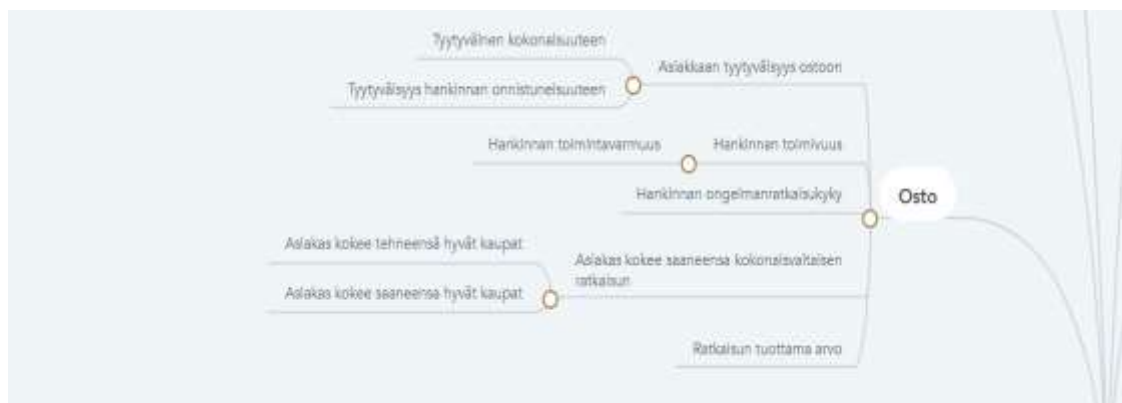 Tyytyväinen kokonaisuuteen
Asiakkaan tyytyväisyys ostoon
Tyytyväisyys hankinnan onnistuneisuuteen
Hankinnan toimintavarmuus
Hankinnan toimivuus
Hankinnan ongelmanratkaisukyky
Osto
Asiakas kokee tehneensä hyvät kaupat
Asiakas kokee saaneensa kokonaisvaltaisen
ratkaisun
Asiakas kokee saaneensa hyvät kaupat
Ratkaisun tuottama arvo